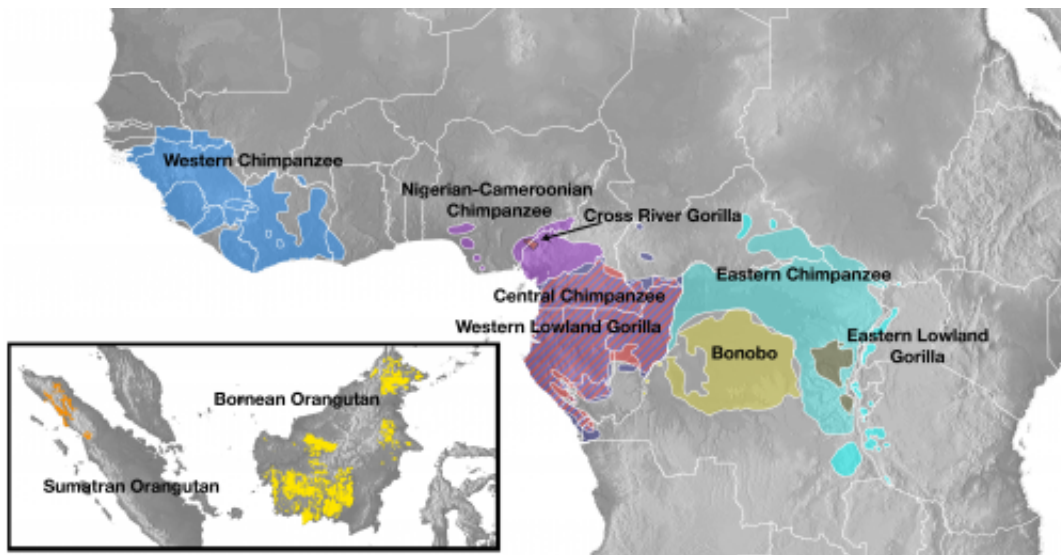 Western Chimpanzee
Nigerian-Cameroonian
Chimpanzee
Cross River Gorilla
Eastern Chimpanzee
Central Chimpanzee
Western Lowland Gorilla
Eastern Lowland
Gorilla
Bonobo
Bornean Orangutan
Sumatran Orangutan